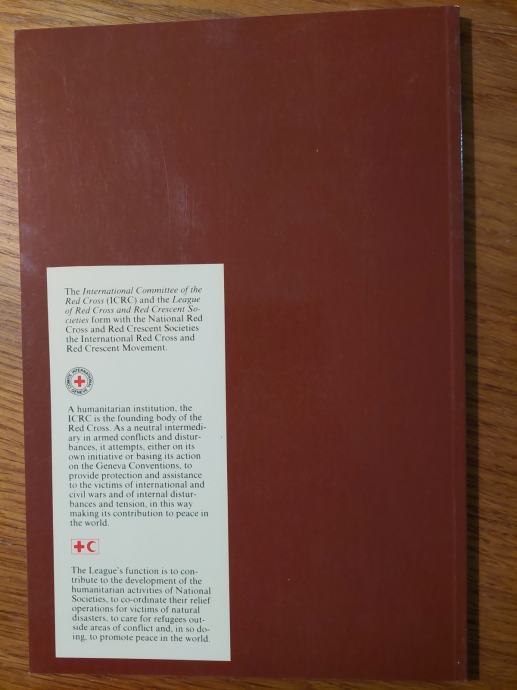 The International Committee of the
Red Cross (ICRC) and the League
of Red Cross and Red Crescent So-
cieties form with the National Red
Cross and Red Crescent Societies
the International Red Cross and
Red Crescent Movement.
COMITE INTERNATIONAL
GENEVE
A humanitarian institution, the
ICRC is the founding body of the
Red Cross. As a neutral intermedi-
ary in armed conflicts and distur-
bances, it attempts, either on its
own initiative or basing its action
on the Geneva Conventions, to
provide protection and assistance
to the victims of international and
civil wars and of internal distur-
bances and tension, in this way
making its contribution to peace in
the world.
The League's function is to con-
tribute to the development of the
humanitarian activities of National
Societies, to co-ordinate their relief
operations for victims of natural
disasters, to care for refugees out-
side areas of conflict and, in so do-
ing, to promote peace in the world.